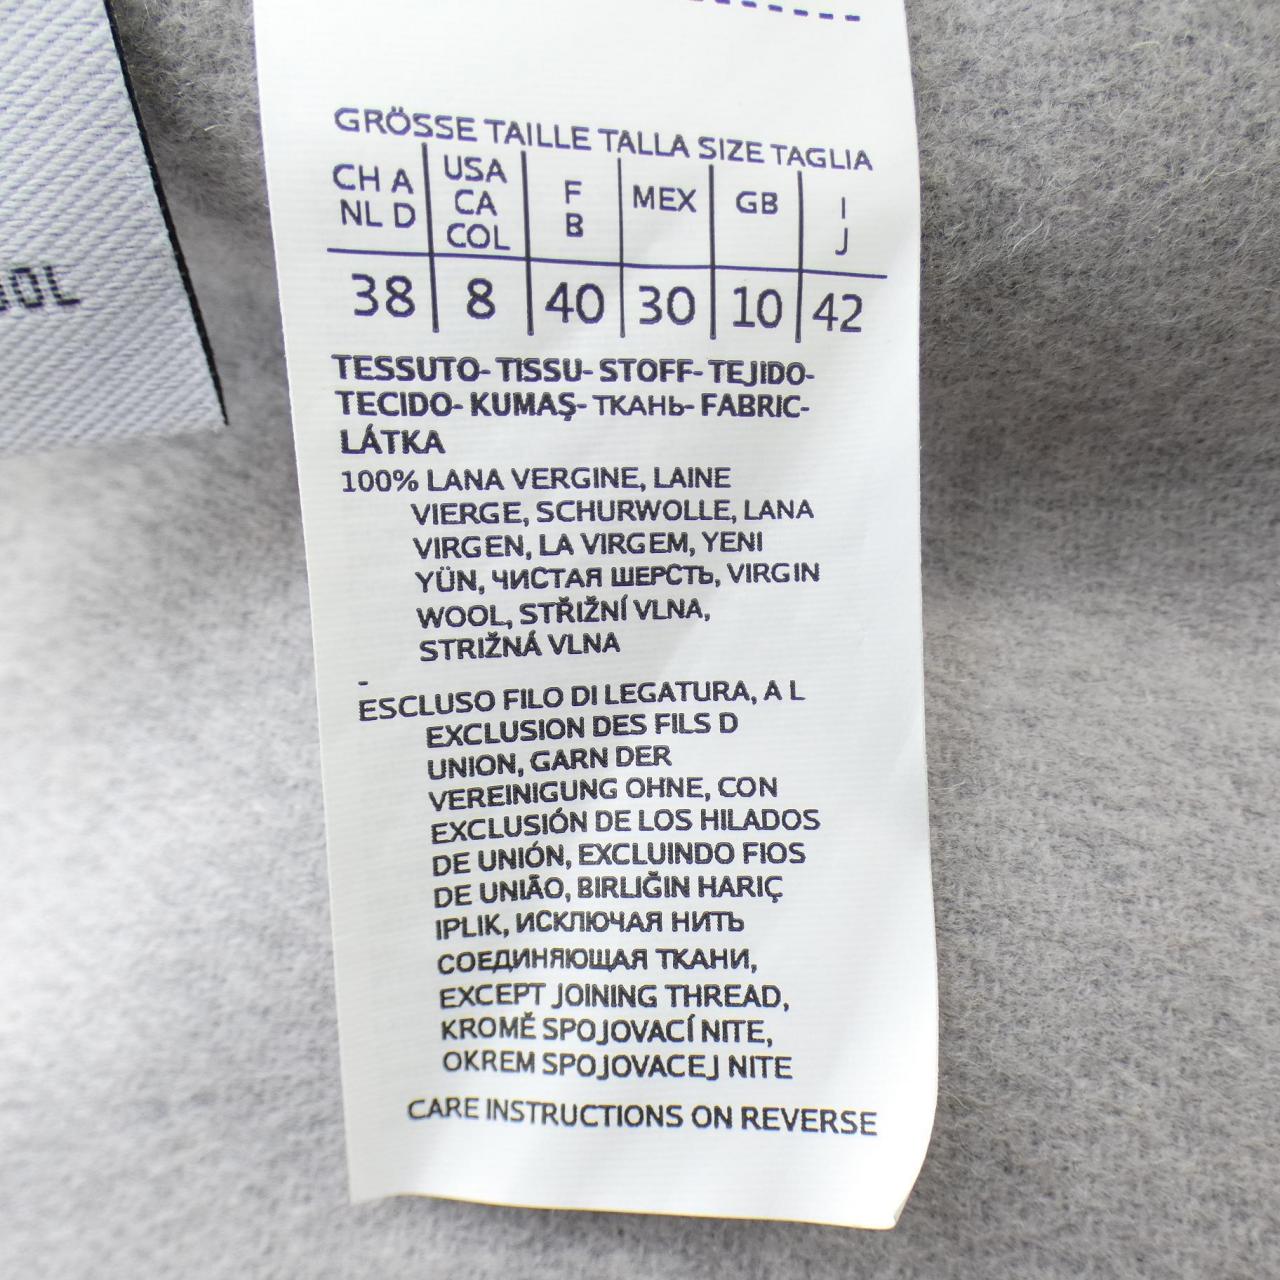 GRÖSSE TAILLE TALLA SIZE TAGLIA
CH A NL D | USA CA COL | F B | MEX | GB | I J
38 | 8 | 40 | 30 | 10 | 42
TESSUTO- TISSU- STOFF- TEJIDO-
TECIDO- KUMAŞ- ТКАНЬ- FABRIC-
LÁTKA
100% LANA VERGINE, LAINE
VIERGE, SCHURWOLLE, LANA
VIRGEN, LA VIRGEM, YENI
YÜN, ЧИСТАЯ ШЕРСТЬ, VIRGIN
WOOL, STŘIŽNÍ VLNA,
STRIŽNÁ VLNA
-
ESCLUSO FILO DI LEGATURA, A L
EXCLUSION DES FILS D
UNION, GARN DER
VEREINIGUNG OHNE, CON
EXCLUSIÓN DE LOS HILADOS
DE UNIÓN, EXCLUINDO FIOS
DE UNIÃO, BIRLIĞIN HARIÇ
IPLIK, ИСКЛЮЧАЯ НИТЬ
СОЕДИНЯЮЩАЯ ТКАНИ,
EXCEPT JOINING THREAD,
KROMĚ SPOJOVACÍ NITE,
OKREM SPOJOVACEJ NITE
CARE INSTRUCTIONS ON REVERSE